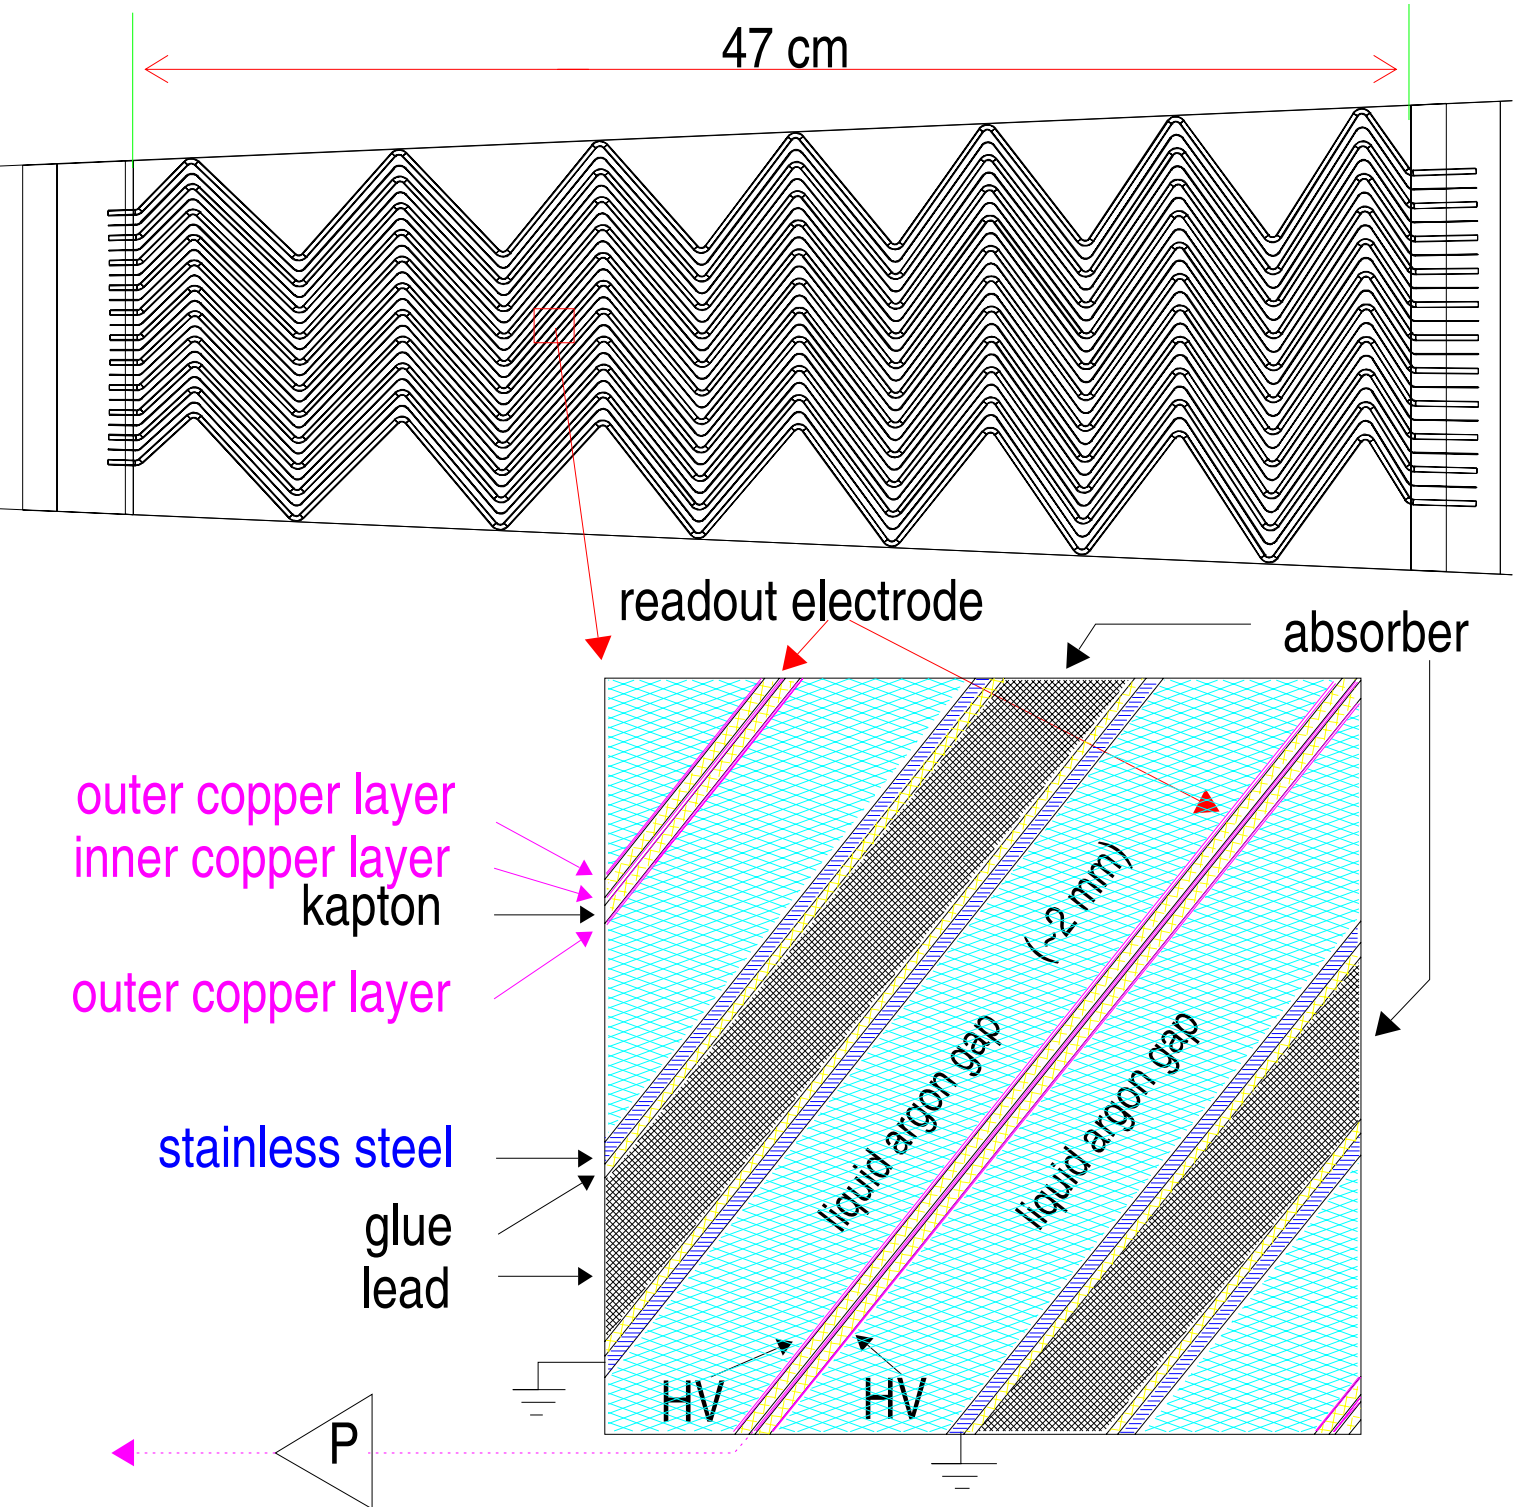 47 cm
readout electrode
absorber
outer copper layer
inner copper layer
kapton
outer copper layer
(~2 mm)
liquid argon gap
liquid argon gap
stainless steel
glue
lead
HV
HV
P